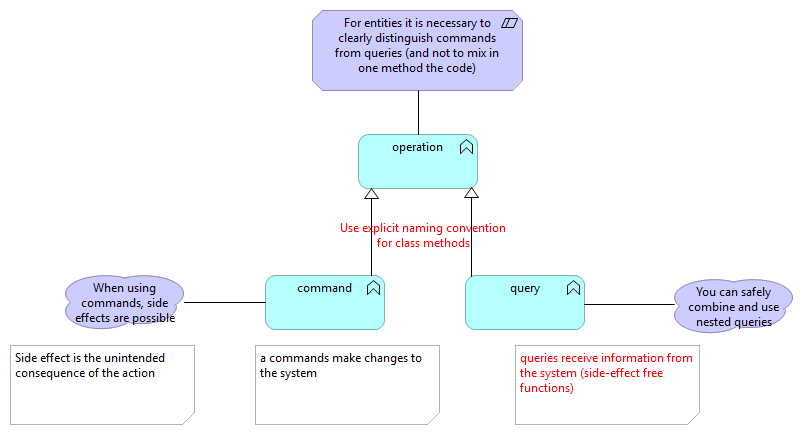 For entities it is necessary to
clearly distinguish commands
from queries (and not to mix in
one method the code)
operation
Use explicit naming convention
for class methods
When using
commands, side
effects are possible
command
query
You can safely
combine and use
nested queries
Side effect is the unintended
consequence of the action
a commands make changes to
the system
queries receive information from
the system (side-effect free
functions)